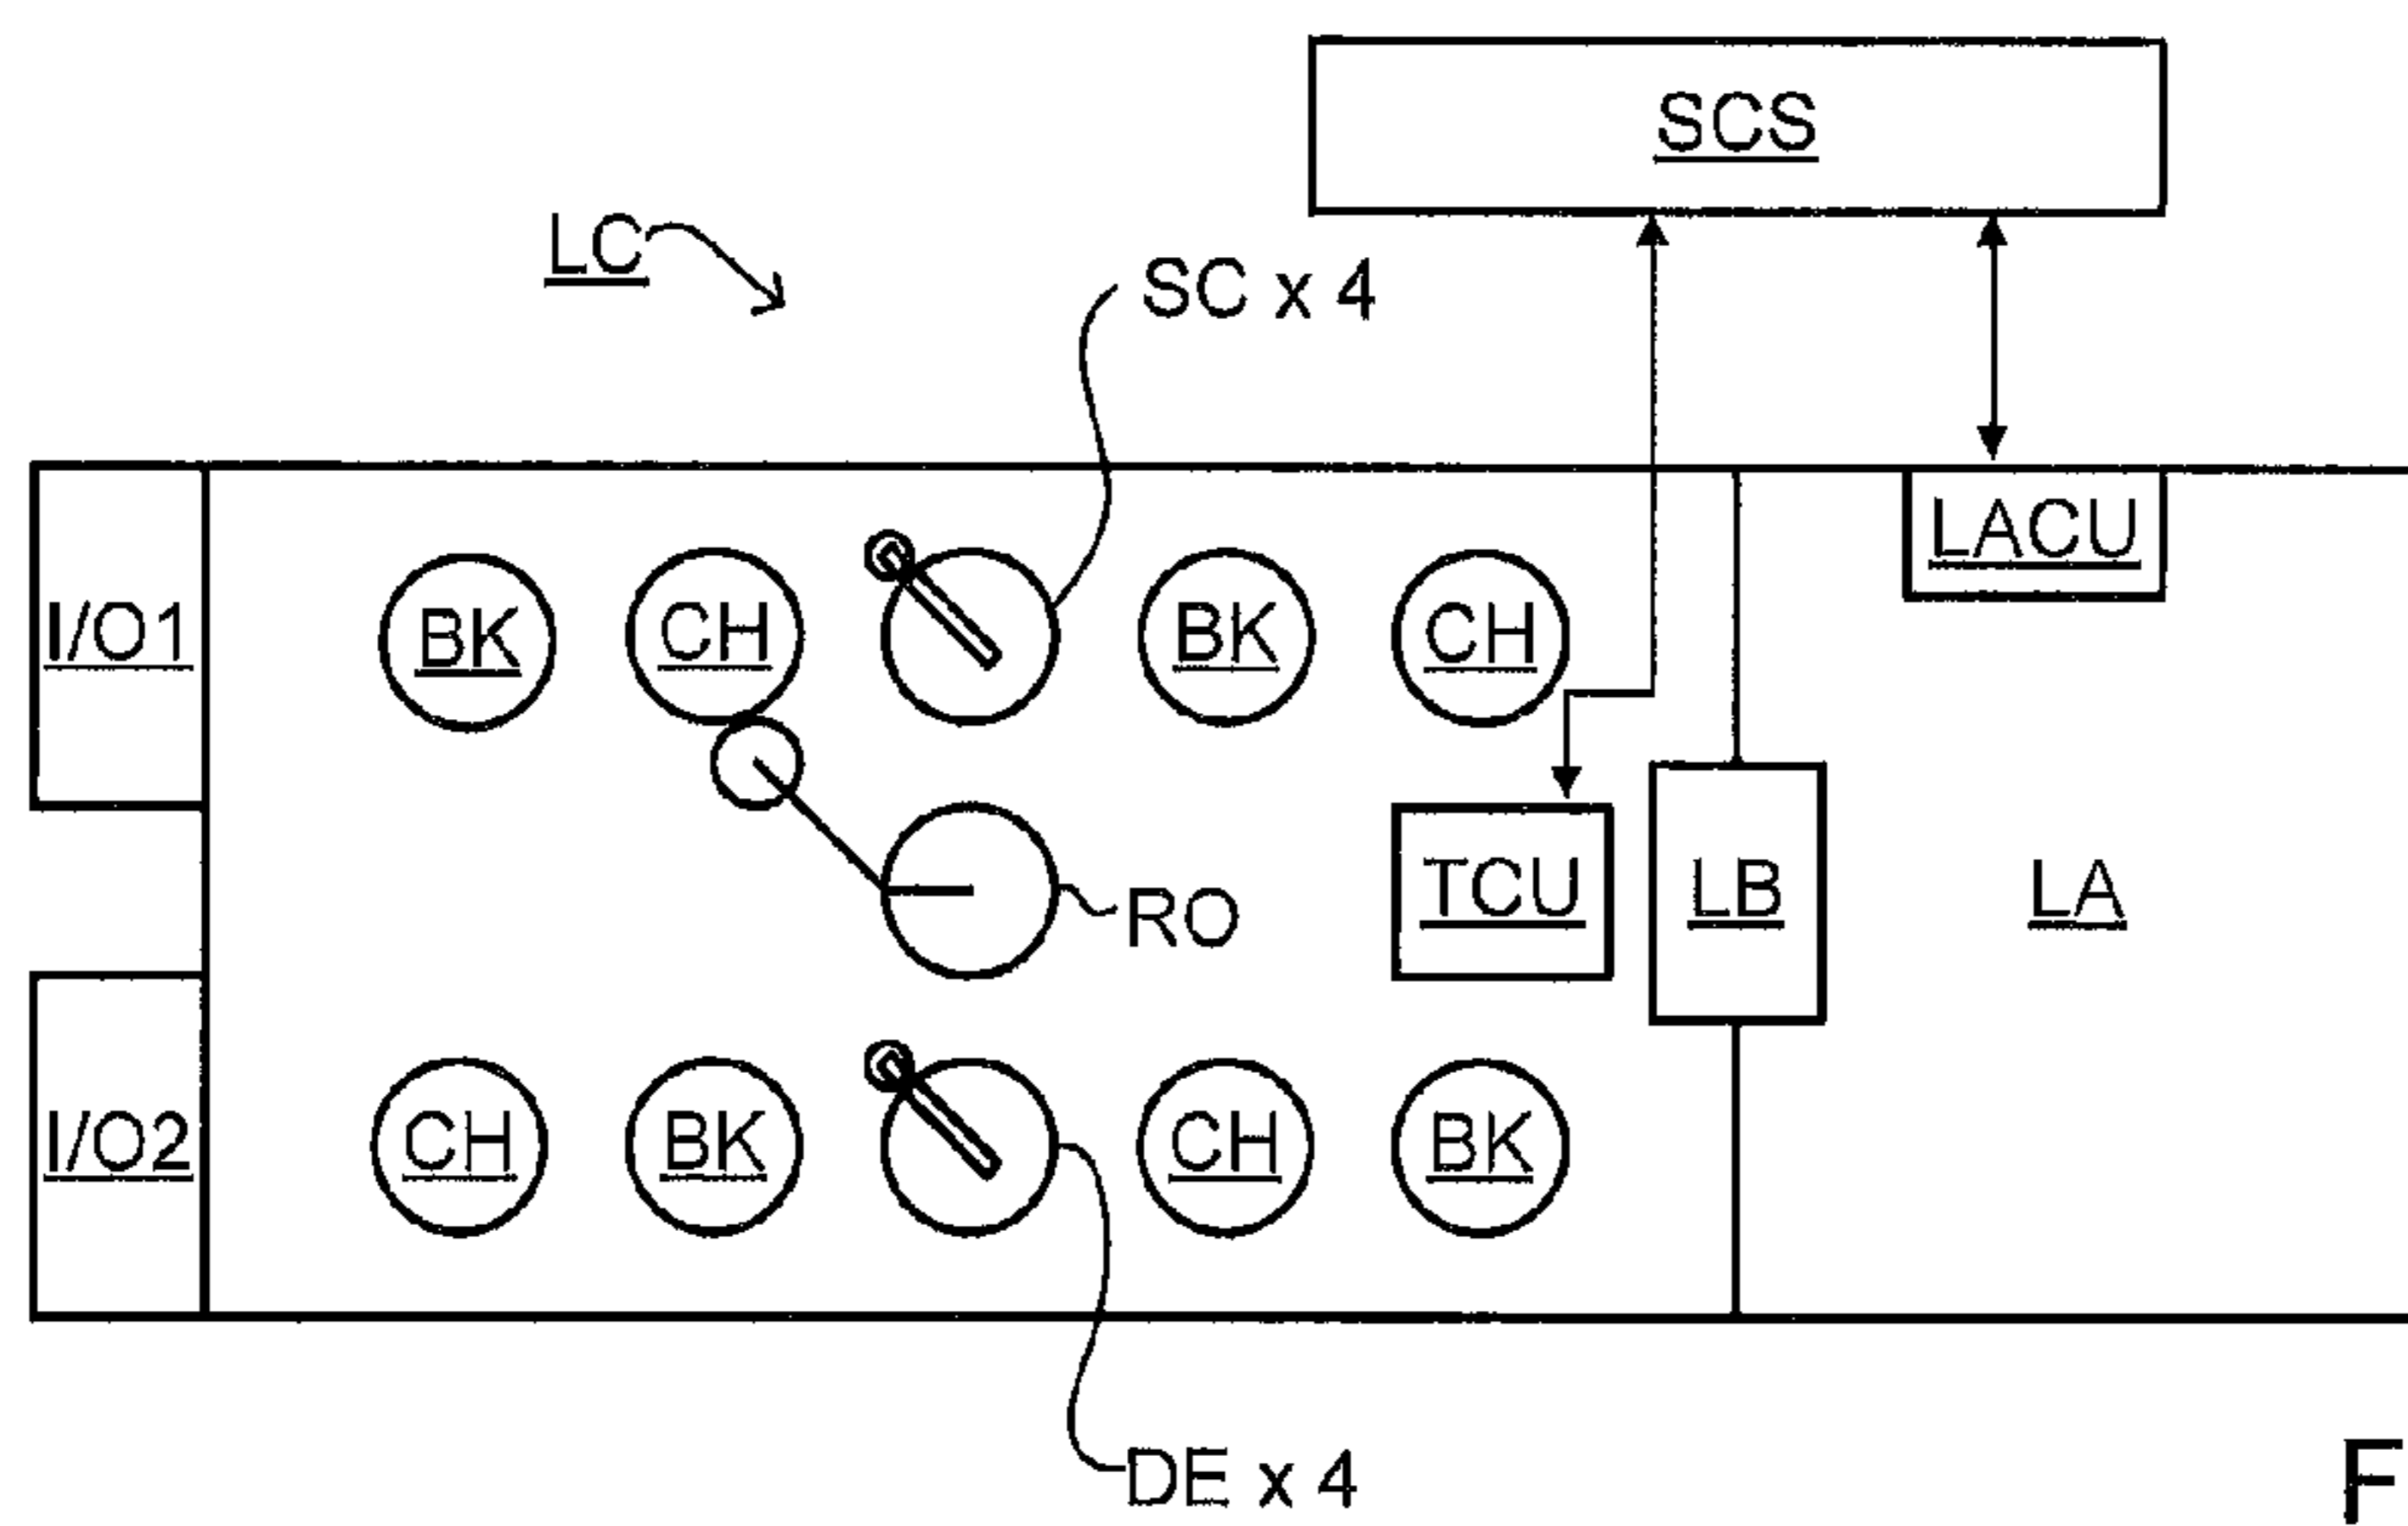 SCS
LC
SC x 4
LACU
I/O1
BK
CH
BK
CH
TCU
LB
LA
RO
I/O2
CH
BK
CH
BK
DE x 4
F